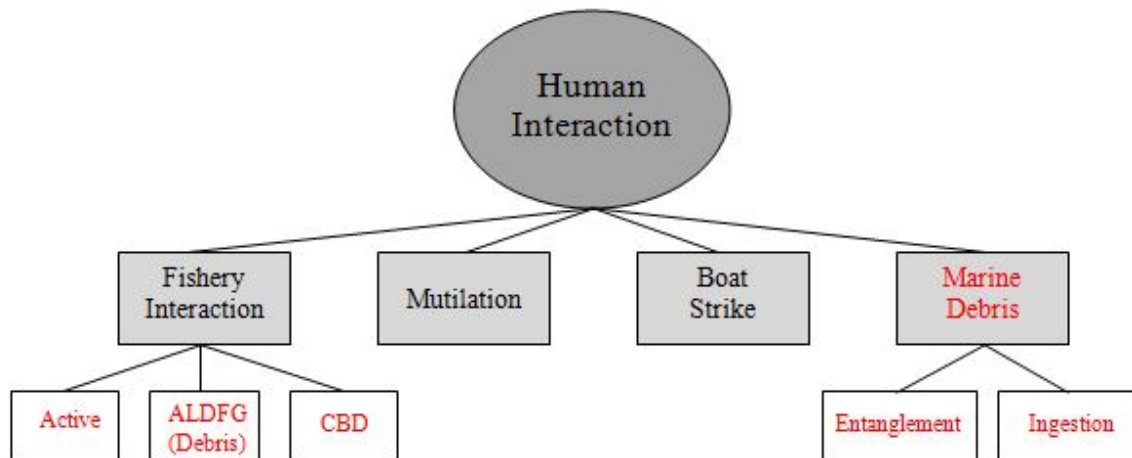 Human
Interaction
Fishery
Interaction
Mutilation
Boat
Strike
Marine
Debris
Active
ALDFG
(Debris)
CBD
Entanglement
Ingestion